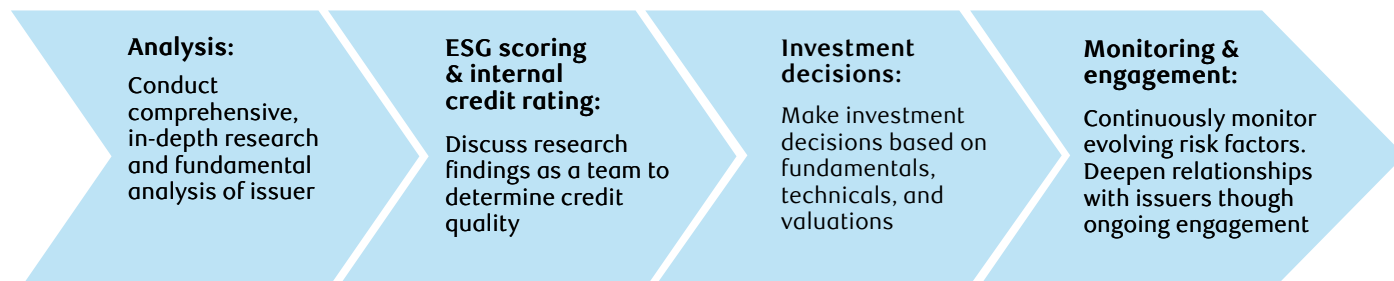 Analysis:
Conduct
comprehensive,
in-depth research
and fundamental
analysis of issuer
ESG scoring
& internal
credit rating:
Discuss research
findings as a team to
determine credit
quality
Investment
decisions:
Make investment
decisions based on
fundamentals,
technicals, and
valuations
Monitoring &
engagement:
Continuously monitor
evolving risk factors.
Deepen relationships
with issuers though
ongoing engagement